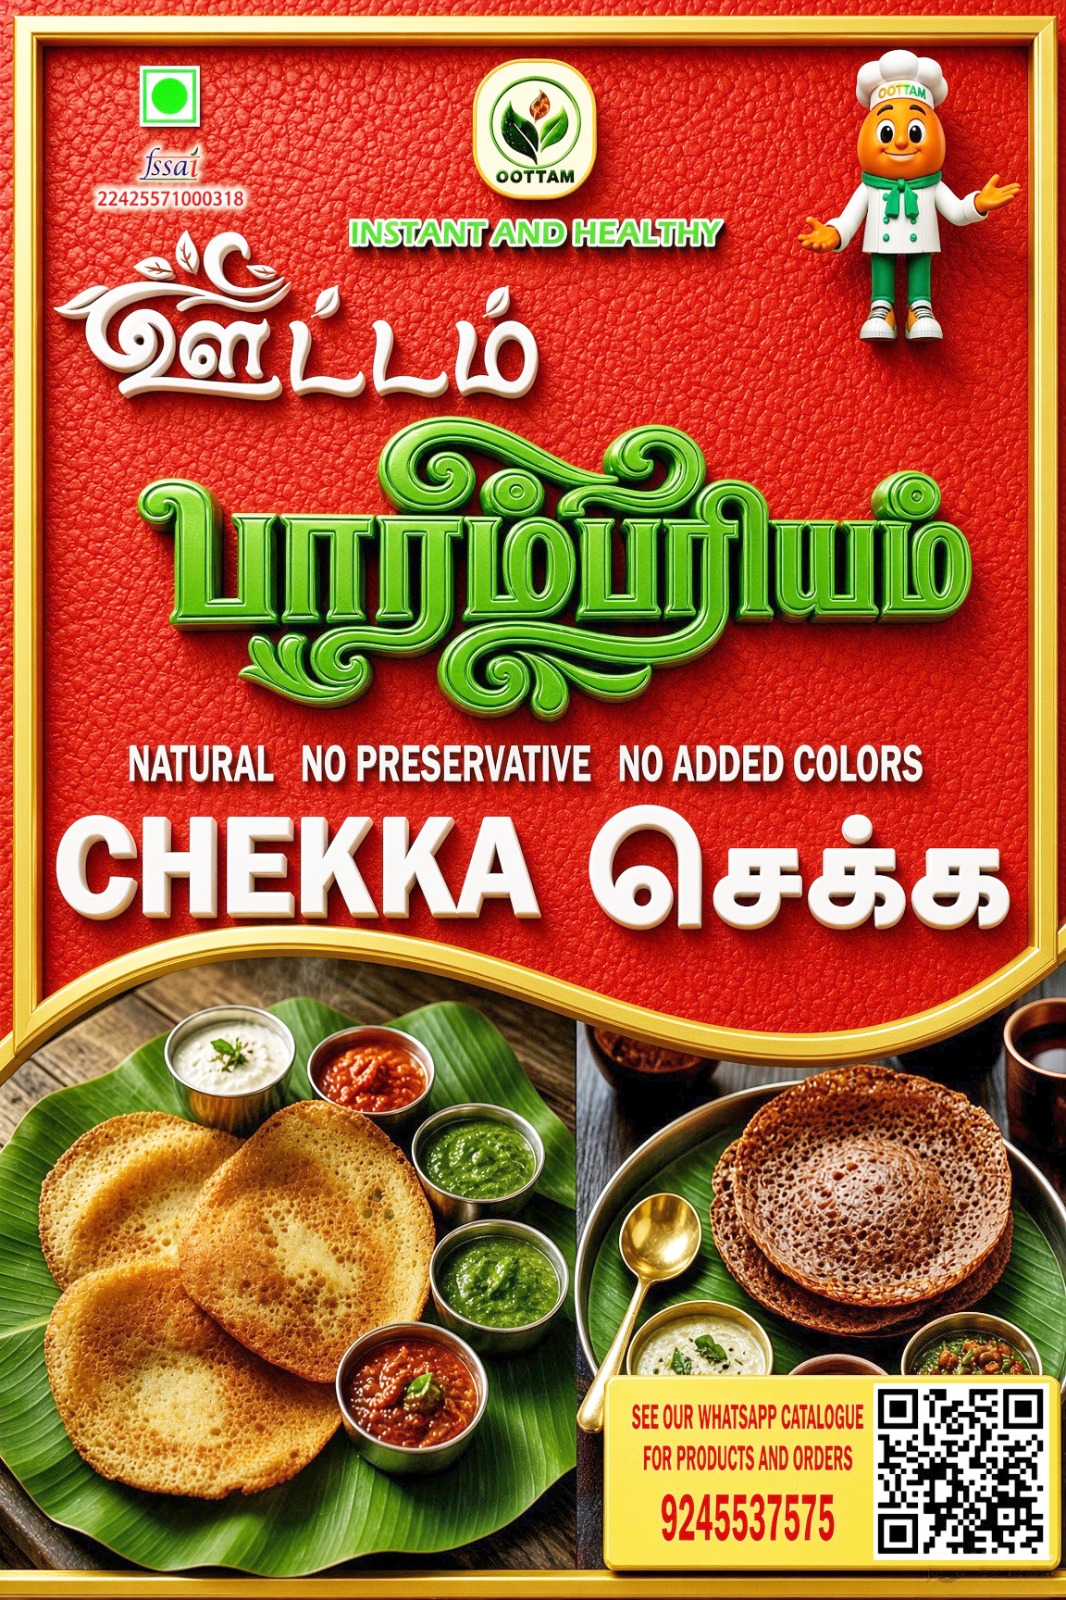 fssai
22425571000318
OOTTAM
OOTTAM
INSTANT AND HEALTHY
ஊட்டம்
பாரம்பரியம்
NATURAL NO PRESERVATIVE NO ADDED COLORS
CHEKKA செக்க
SEE OUR WHATSAPP CATALOGUE
FOR PRODUCTS AND ORDERS
9245537575